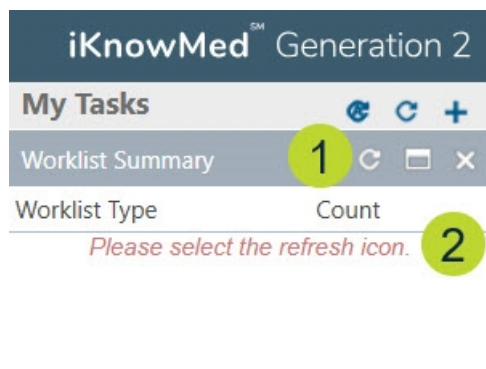 iKnowMed℠ Generation 2
My Tasks
Worklist Summary 1
Worklist Type Count
Please select the refresh icon. 2